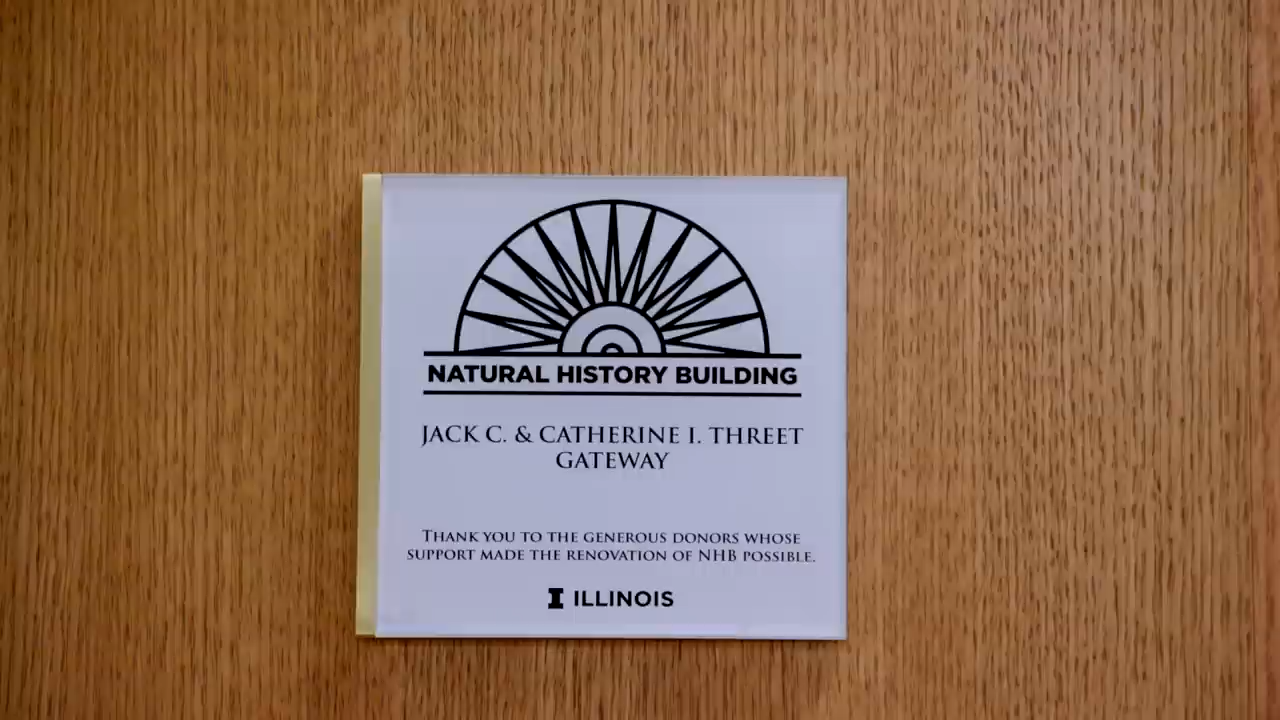 NATURAL HISTORY BUILDING
JACK C. & CATHERINE I. THREET
GATEWAY
THANK YOU TO THE GENEROUS DONORS WHOSE
SUPPORT MADE THE RENOVATION OF NHB POSSIBLE.
I ILLINOIS